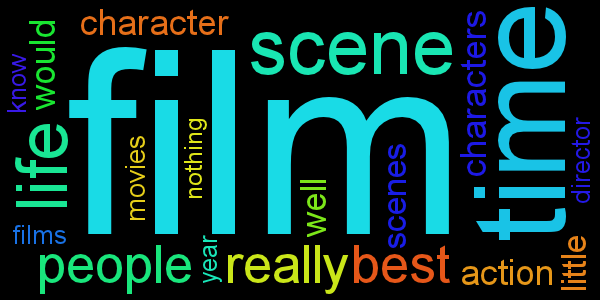 character
scene
characters
time
know
would
film
life
movies
nothing
well
scenes
director
films
people
year
really
best
action
little